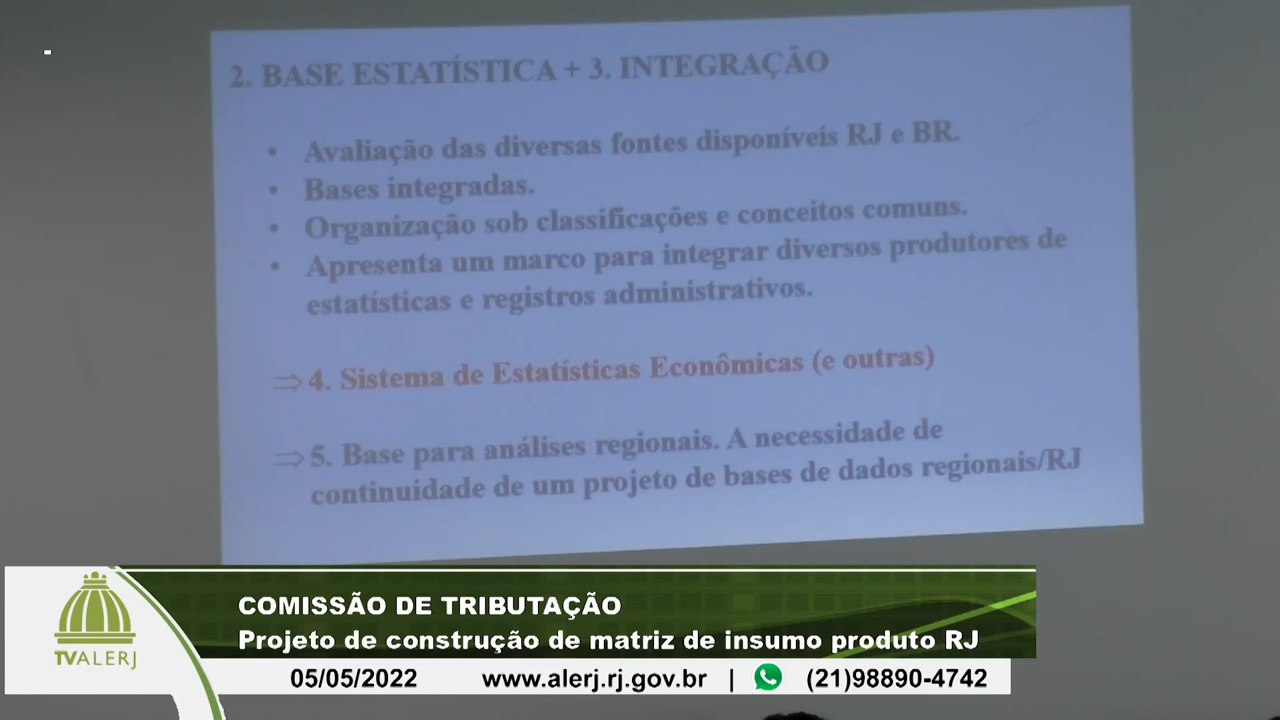 2. BASE ESTATÍSTICA + 3. INTEGRAÇÃO
• Avaliação das diversas fontes disponíveis RJ e BR.
• Bases integradas.
• Organização sob classificações e conceitos comuns.
• Apresenta um marco para integrar diversos produtores de
estatísticas e registros administrativos.
⇒4. Sistema de Estatísticas Econômicas (e outras)
⇒5. Base para análises regionais. A necessidade de
continuidade de um projeto de bases de dados regionais/RJ
COMISSÃO DE TRIBUTAÇÃO
Projeto de construção de matriz de insumo produto RJ
TVALERJ
05/05/2022 www.alerj.rj.gov.br | (21)98890-4742